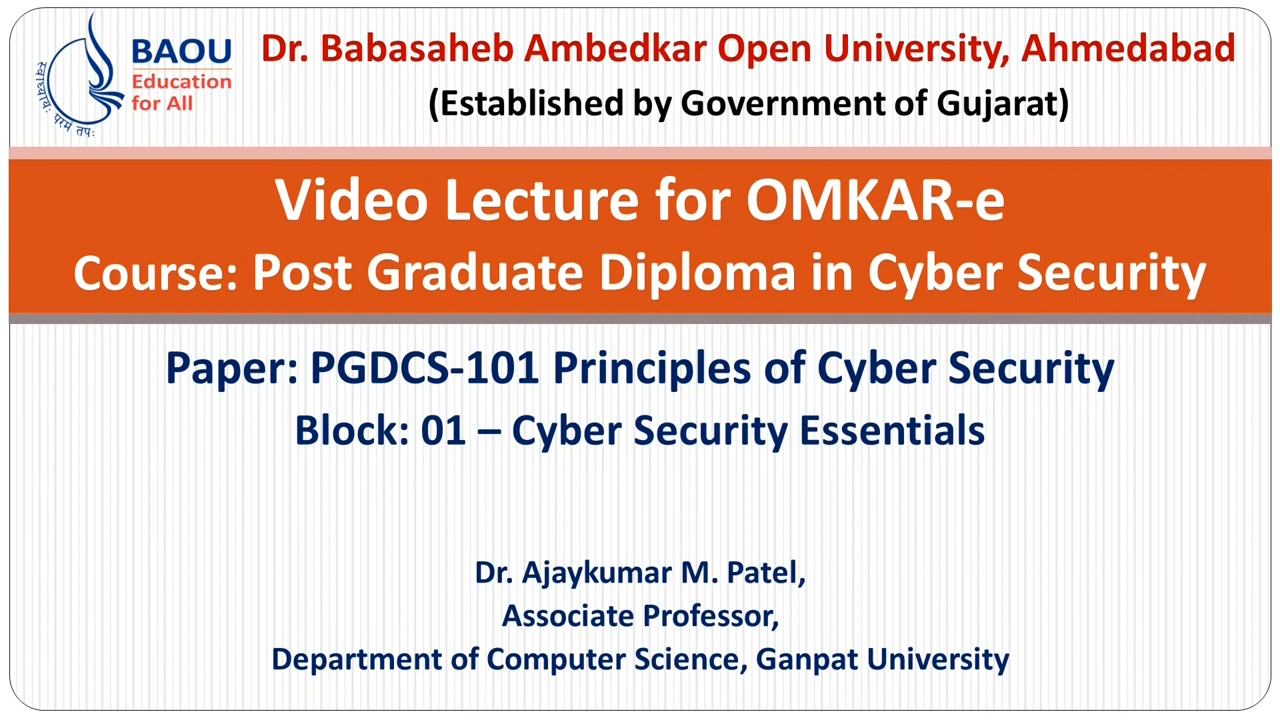 BAOU
Education
for All
स्वाध्यायः परमं तपः
Dr. Babasaheb Ambedkar Open University, Ahmedabad
(Established by Government of Gujarat)
Video Lecture for OMKAR-e
Course: Post Graduate Diploma in Cyber Security
Paper: PGDCS-101 Principles of Cyber Security
Block: 01 – Cyber Security Essentials
Dr. Ajaykumar M. Patel,
Associate Professor,
Department of Computer Science, Ganpat University